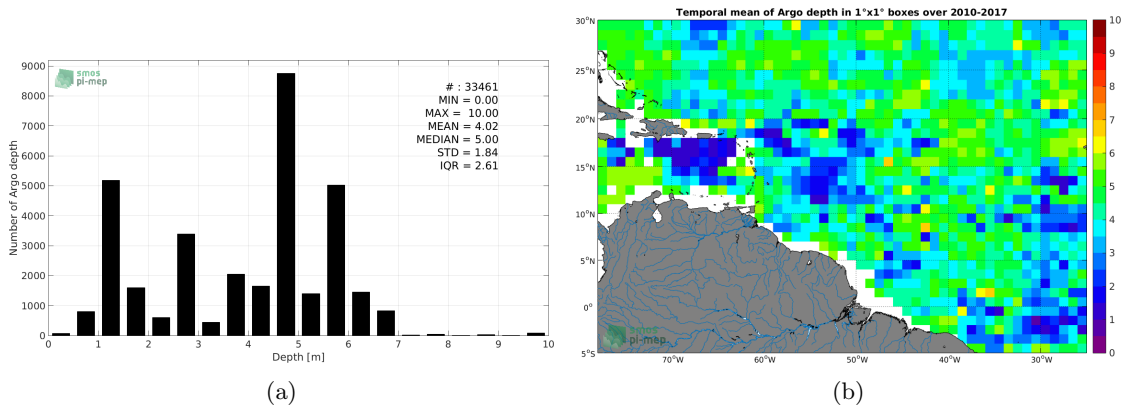 smos
pi-mep
# : 33461
MIN = 0.00
MAX = 10.00
MEAN = 4.02
MEDIAN = 5.00
STD = 1.84
IQR = 2.61
Number of Argo depth
9000
8000
7000
6000
5000
4000
3000
2000
1000
0
0 1 2 3 4 5 6 7 8 9 10
Depth [m]
(a)
Temporal mean of Argo depth in 1°x1° boxes over 2010-2017
30°N
25°N
20°N
15°N
10°N
5°N
0°
5°S
70°W 60°W 50°W 40°W 30°W
smos
pi-mep
10
9
8
7
6
5
4
3
2
1
0
(b)